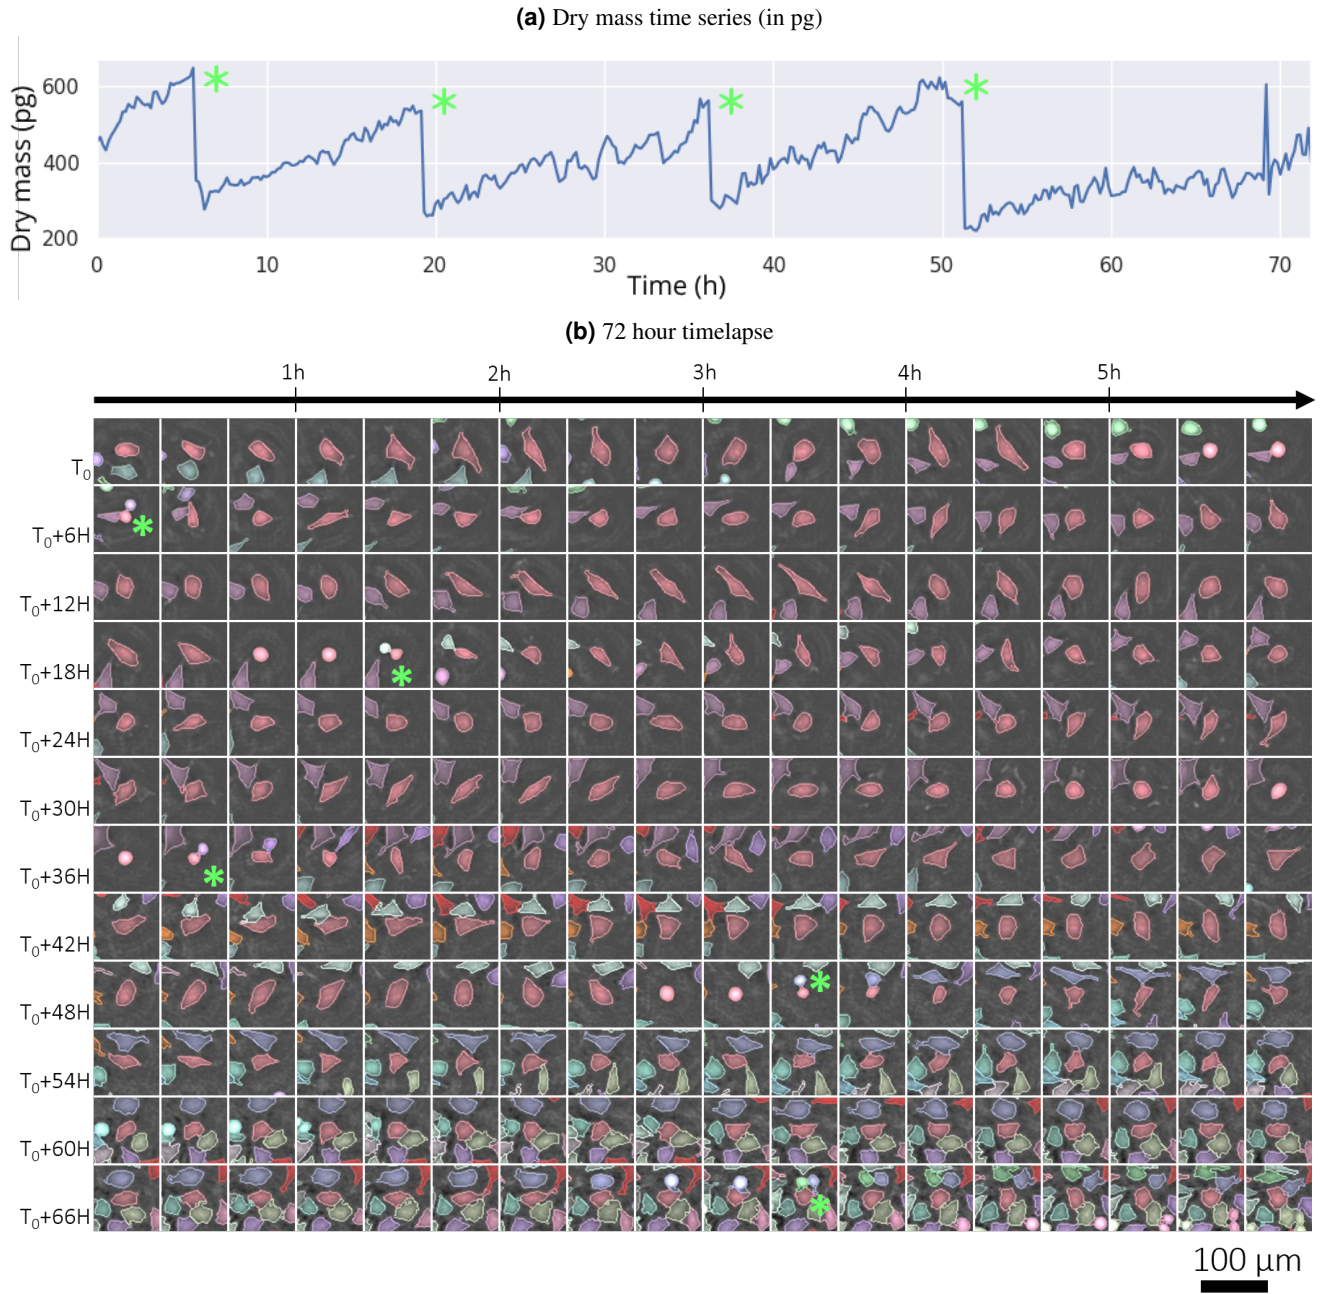 (a) Dry mass time series (in pg)
Dry mass (pg)
600
400
200
0 10 20 30 40 50 60 70
Time (h)
(b) 72 hour timelapse
1h 2h 3h 4h 5h
T0
T0+6H
T0+12H
T0+18H
T0+24H
T0+30H
T0+36H
T0+42H
T0+48H
T0+54H
T0+60H
T0+66H
100 μm